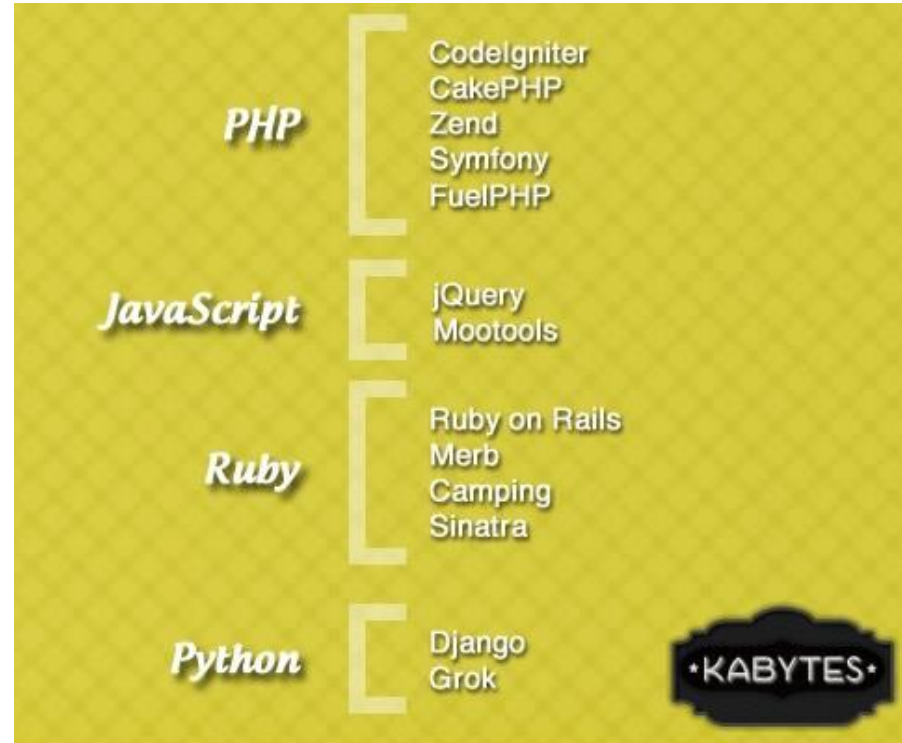 PHP
CodeIgniter
CakePHP
Zend
Symfony
FuelPHP
JavaScript
jQuery
Mootools
Ruby
Ruby on Rails
Merb
Camping
Sinatra
Python
Django
Grok
·KABYTES·